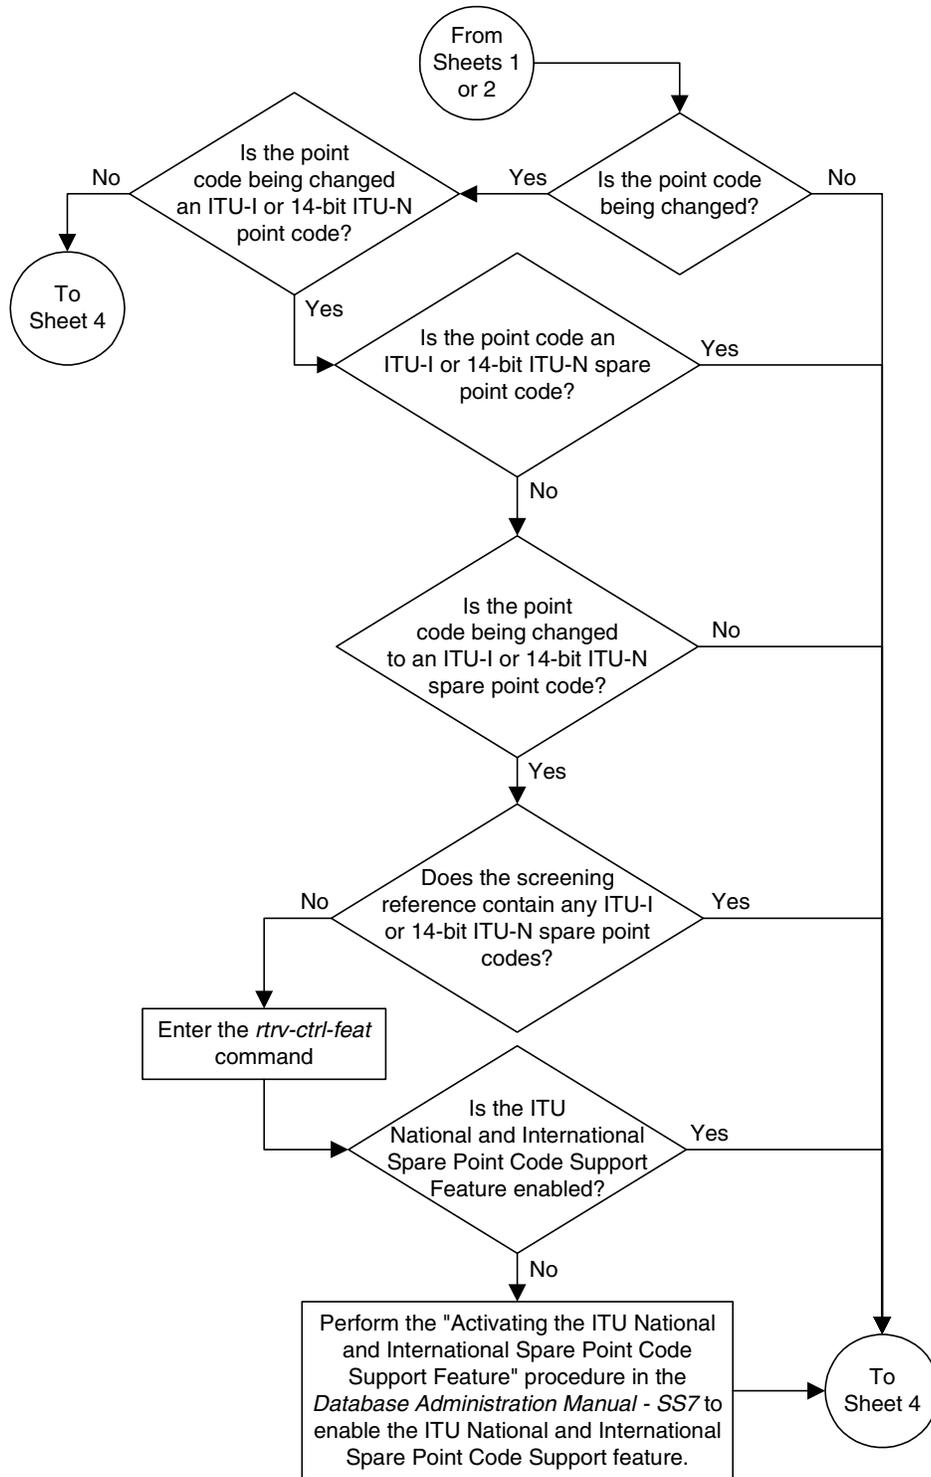 From
Sheets 1
or 2
Is the point code
being changed?
Yes
No
Is the point
code being changed
an ITU-I or 14-bit ITU-N
point code?
No
To
Sheet 4
Yes
Is the point code an
ITU-I or 14-bit ITU-N spare
point code?
Yes
No
Is the point
code being changed
to an ITU-I or 14-bit ITU-N
spare point code?
No
Yes
Does the screening
reference contain any ITU-I
or 14-bit ITU-N spare point
codes?
No
Yes
Enter the rtrv-ctrl-feat
command
Is the ITU
National and International
Spare Point Code Support
Feature enabled?
Yes
No
Perform the "Activating the ITU National
and International Spare Point Code
Support Feature" procedure in the
Database Administration Manual - SS7 to
enable the ITU National and International
Spare Point Code Support feature.
To
Sheet 4